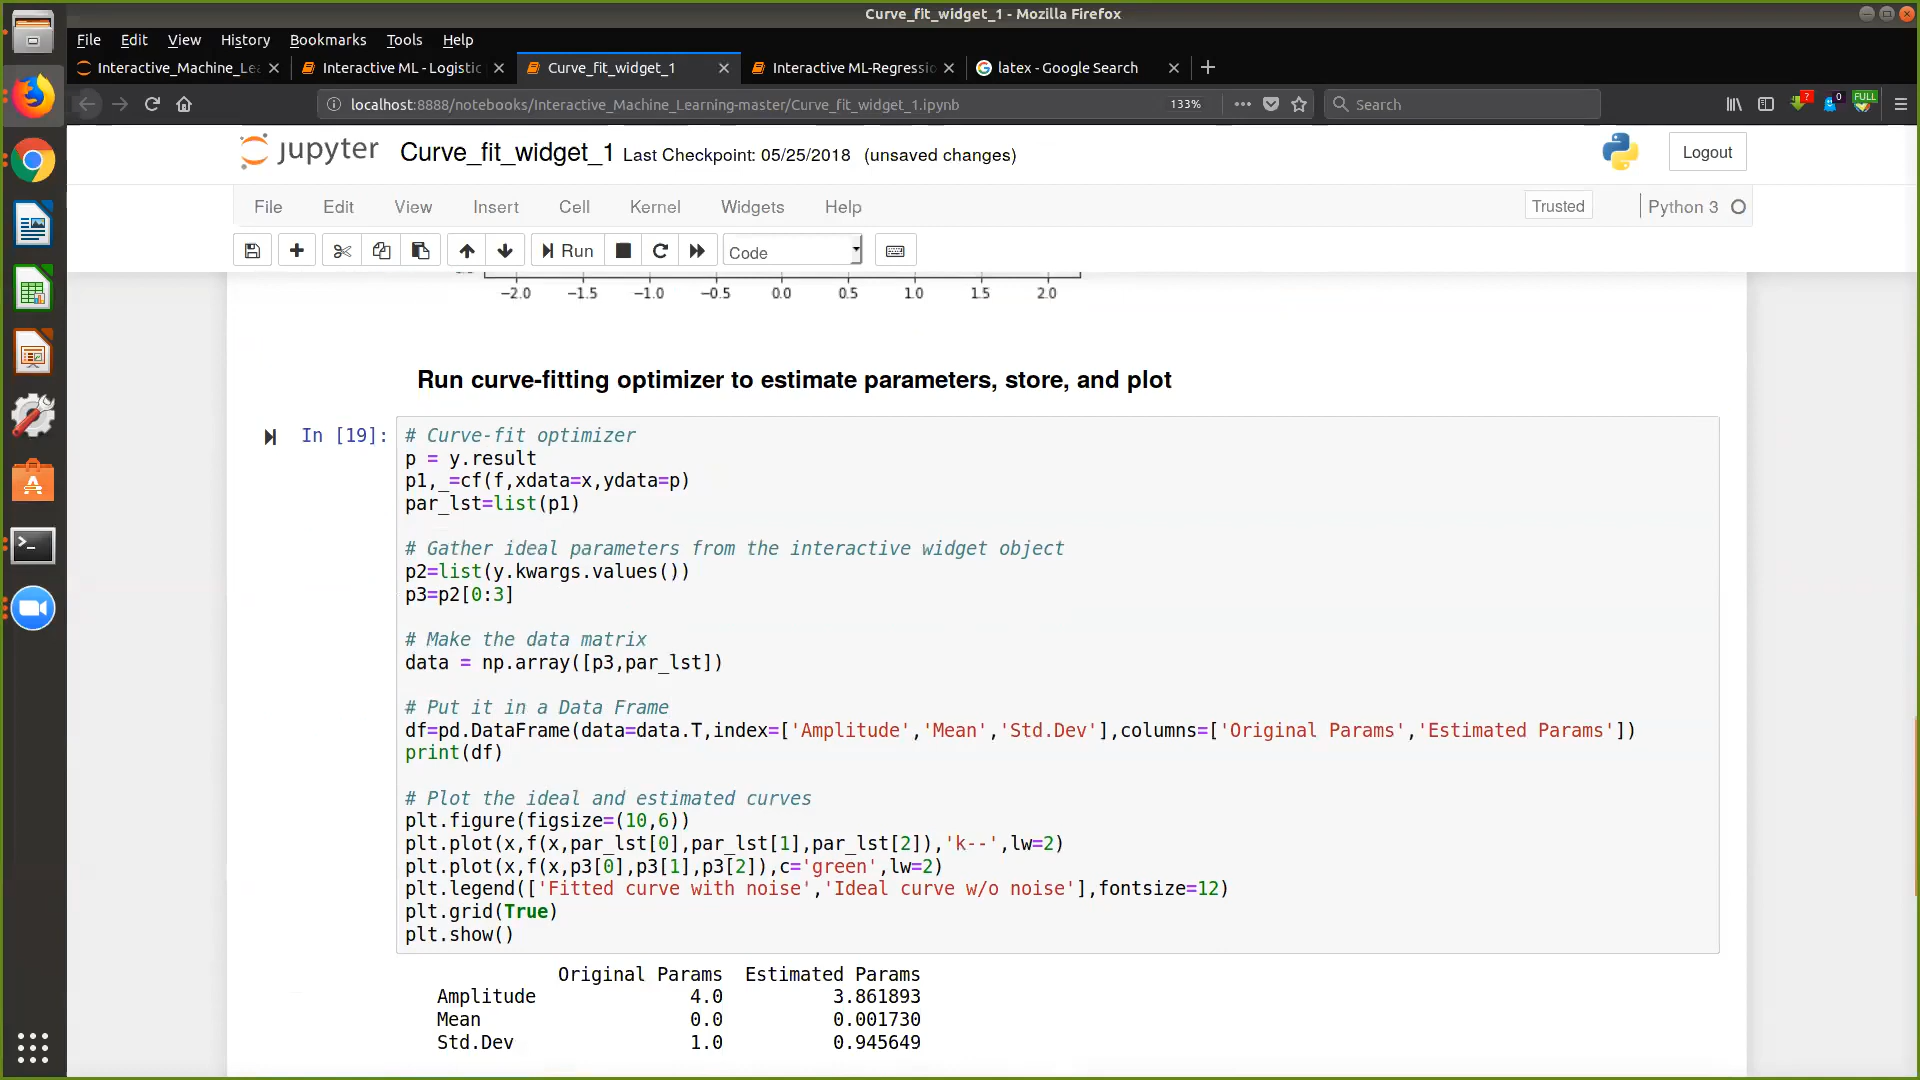 Curve_fit_widget_1 - Mozilla Firefox
File Edit View History Bookmarks Tools Help
Interactive_Machine_Le
Interactive ML - Logistic
Curve_fit_widget_1
Interactive ML-Regressio
latex - Google Search
localhost:8888/notebooks/Interactive_Machine_Learning-master/Curve_fit_widget_1.ipynb
133%
Search
?
0
FULL
jupyter Curve_fit_widget_1 Last Checkpoint: 05/25/2018 (unsaved changes)
Logout
File Edit View Insert Cell Kernel Widgets Help
Trusted
Python 3
Run
Code
−2.0 −1.5 −1.0 −0.5 0.0 0.5 1.0 1.5 2.0
Run curve-fitting optimizer to estimate parameters, store, and plot
In [19]:
# Curve-fit optimizer
p = y.result
p1,_=cf(f,xdata=x,ydata=p)
par_lst=list(p1)
# Gather ideal parameters from the interactive widget object
p2=list(y.kwargs.values())
p3=p2[0:3]
# Make the data matrix
data = np.array([p3,par_lst])
# Put it in a Data Frame
df=pd.DataFrame(data=data.T,index=['Amplitude','Mean','Std.Dev'],columns=['Original Params','Estimated Params'])
print(df)
# Plot the ideal and estimated curves
plt.figure(figsize=(10,6))
plt.plot(x,f(x,par_lst[0],par_lst[1],par_lst[2]),'k--',lw=2)
plt.plot(x,f(x,p3[0],p3[1],p3[2]),c='green',lw=2)
plt.legend(['Fitted curve with noise','Ideal curve w/o noise'],fontsize=12)
plt.grid(True)
plt.show()
Original Params Estimated Params
Amplitude 4.0 3.861893
Mean 0.0 0.001730
Std.Dev 1.0 0.945649